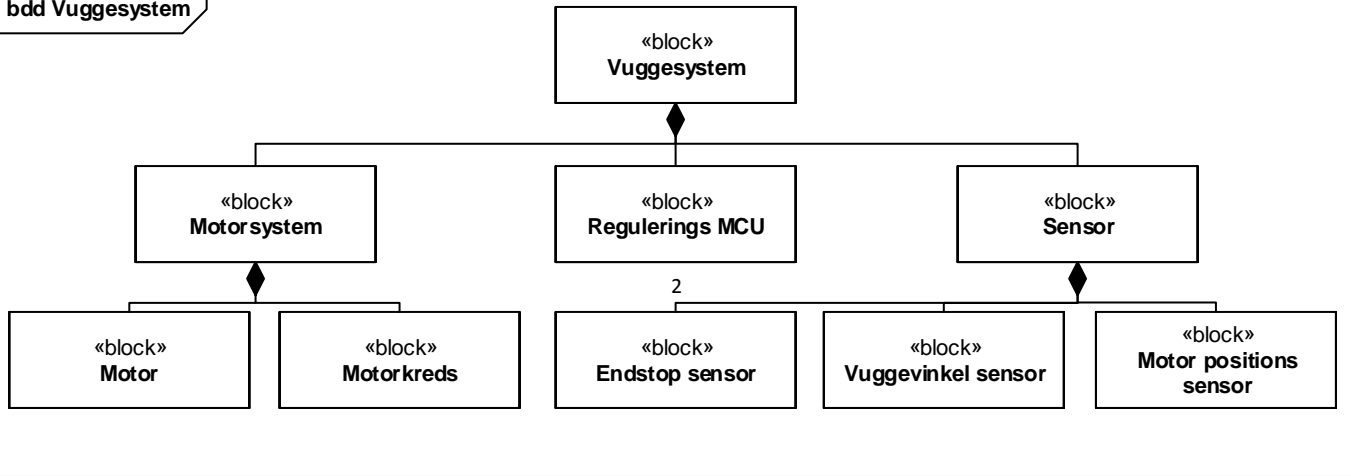 bdd Vuggesystem
«block»
Vuggesystem
«block»
Motorsystem
«block»
Regulerings MCU
«block»
Sensor
2
«block»
Motor
«block»
Motorkreds
«block»
Endstop sensor
«block»
Vuggevinkel sensor
«block»
Motor positions
sensor